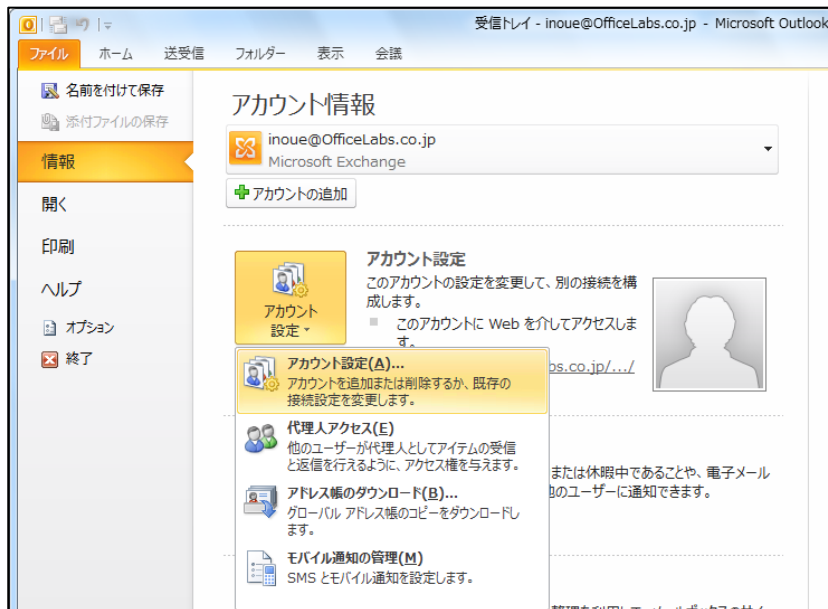 受信トレイ - inoue@OfficeLabs.co.jp - Microsoft Outlook
ファイル ホーム 送受信 フォルダー 表示 会議
名前を付けて保存
添付ファイルの保存
情報
開く
印刷
ヘルプ
オプション
終了
アカウント情報
inoue@OfficeLabs.co.jp
Microsoft Exchange
アカウントの追加
アカウント
設定
アカウント設定
このアカウントの設定を変更して、別の接続を構
成します。
このアカウントに Web を介してアクセスしま
す。
bs.co.jp/.../
アカウント設定(A)...
アカウントを追加または削除するか、既存の
接続設定を変更します。
代理人アクセス(E)
他のユーザーが代理人としてアイテムの受信
と返信を行えるように、アクセス権を与えます。
アドレス帳のダウンロード(B)...
グローバル アドレス帳のコピーをダウンロードし
ます。
モバイル通知の管理(M)
SMS とモバイル通知を設定します。
または休暇中であることや、電子メール
のユーザーに通知できます。